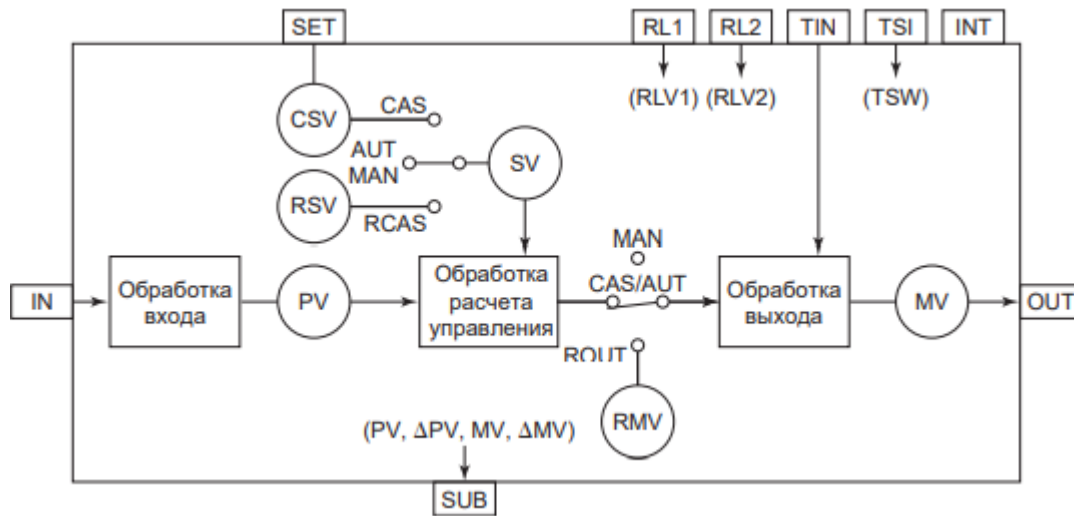 SET
RL1
RL2
TIN
TSI
INT
(RLV1)
(RLV2)
(TSW)
CSV
CAS
AUT
MAN
SV
RSV
RCAS
MAN
CAS/AUT
IN
Обработка
входа
PV
Обработка
расчета
управления
Обработка
выхода
MV
OUT
ROUT
RMV
(PV, ΔPV, MV, ΔMV)
SUB